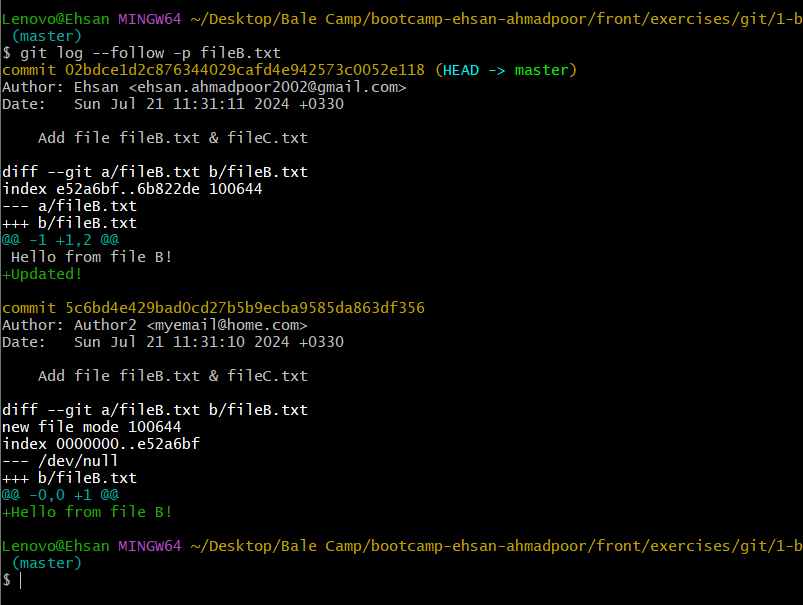 Lenovo@Ehsan MINGW64 ~/Desktop/Bale Camp/bootcamp-ehsan-ahmadpoor/front/exercises/git/1-b
(master)
$ git log --follow -p fileB.txt
commit 02bdce1d2c876344029cafd4e942573c0052e118 (HEAD -> master)
Author: Ehsan <ehsan.ahmadpoor2002@gmail.com>
Date:   Sun Jul 21 11:31:11 2024 +0330
    Add file fileB.txt & fileC.txt
diff --git a/fileB.txt b/fileB.txt
index e52a6bf..6b822de 100644
--- a/fileB.txt
+++ b/fileB.txt
@@ -1 +1,2 @@
 Hello from file B!
+Updated!
commit 5c6bd4e429bad0cd27b5b9ecba9585da863df356
Author: Author2 <myemail@home.com>
Date:   Sun Jul 21 11:31:10 2024 +0330
    Add file fileB.txt & fileC.txt
diff --git a/fileB.txt b/fileB.txt
new file mode 100644
index 0000000..e52a6bf
--- /dev/null
+++ b/fileB.txt
@@ -0,0 +1 @@
+Hello from file B!
Lenovo@Ehsan MINGW64 ~/Desktop/Bale Camp/bootcamp-ehsan-ahmadpoor/front/exercises/git/1-b
(master)
$